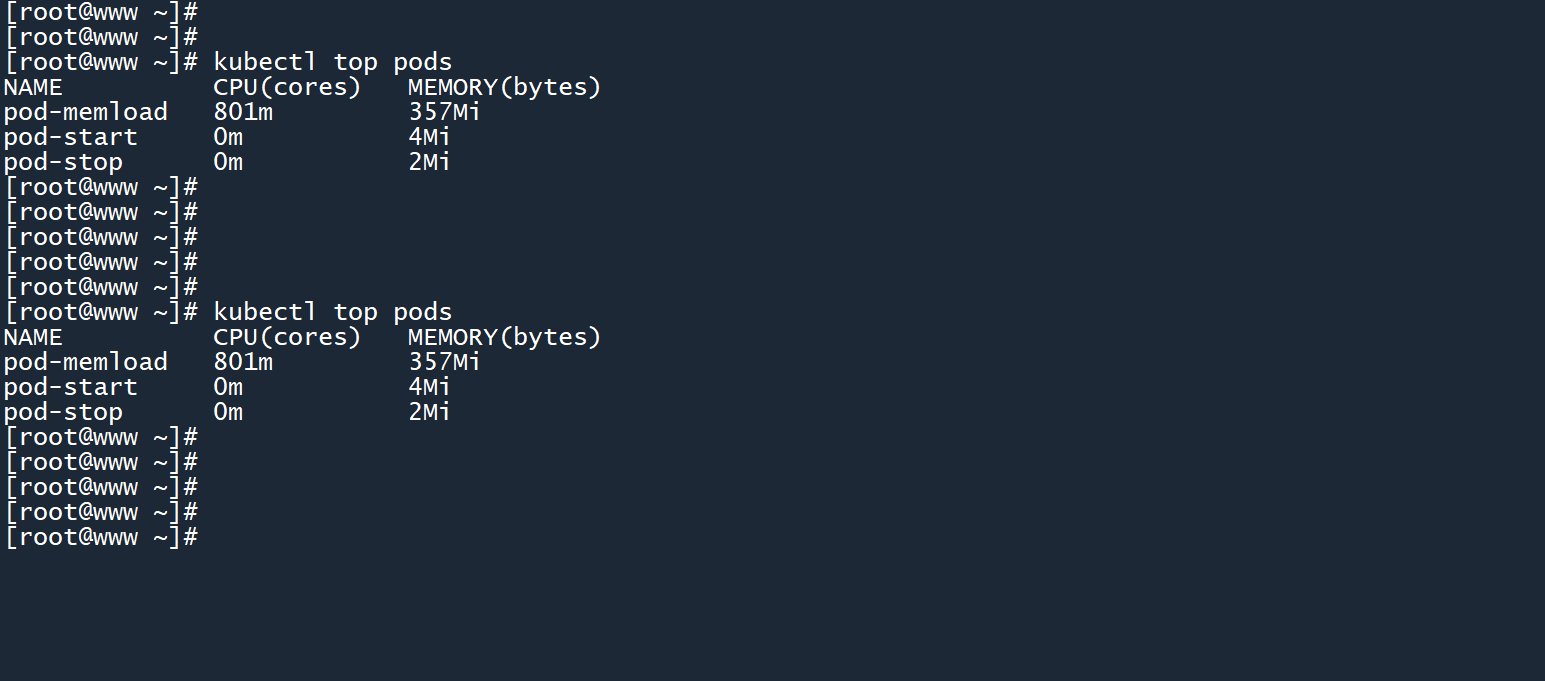 [root@www ~]#
[root@www ~]#
[root@www ~]# kubectl top pods
NAME          CPU(cores)   MEMORY(bytes)
pod-memload   801m         357Mi
pod-start     0m           4Mi
pod-stop      0m           2Mi
[root@www ~]#
[root@www ~]#
[root@www ~]#
[root@www ~]#
[root@www ~]#
[root@www ~]# kubectl top pods
NAME          CPU(cores)   MEMORY(bytes)
pod-memload   801m         357Mi
pod-start     0m           4Mi
pod-stop      0m           2Mi
[root@www ~]#
[root@www ~]#
[root@www ~]#
[root@www ~]#
[root@www ~]#